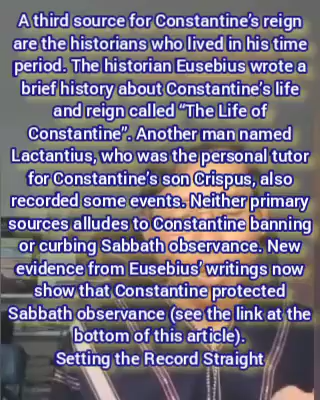 A third source for Constantine's reign
are the historians who lived in his time
period. The historian Eusebius wrote a
brief history about Constantine's life
and reign called “The Life of
Constantine”. Another man named
Lactantius, who was the personal tutor
for Constantine's son Crispus, also
recorded some events. Neither primary
sources alludes to Constantine banning
or curbing Sabbath observance. New
evidence from Eusebius’ writings now
show that Constantine protected
Sabbath observance (see the link at the
bottom of this article).
Setting the Record Straight